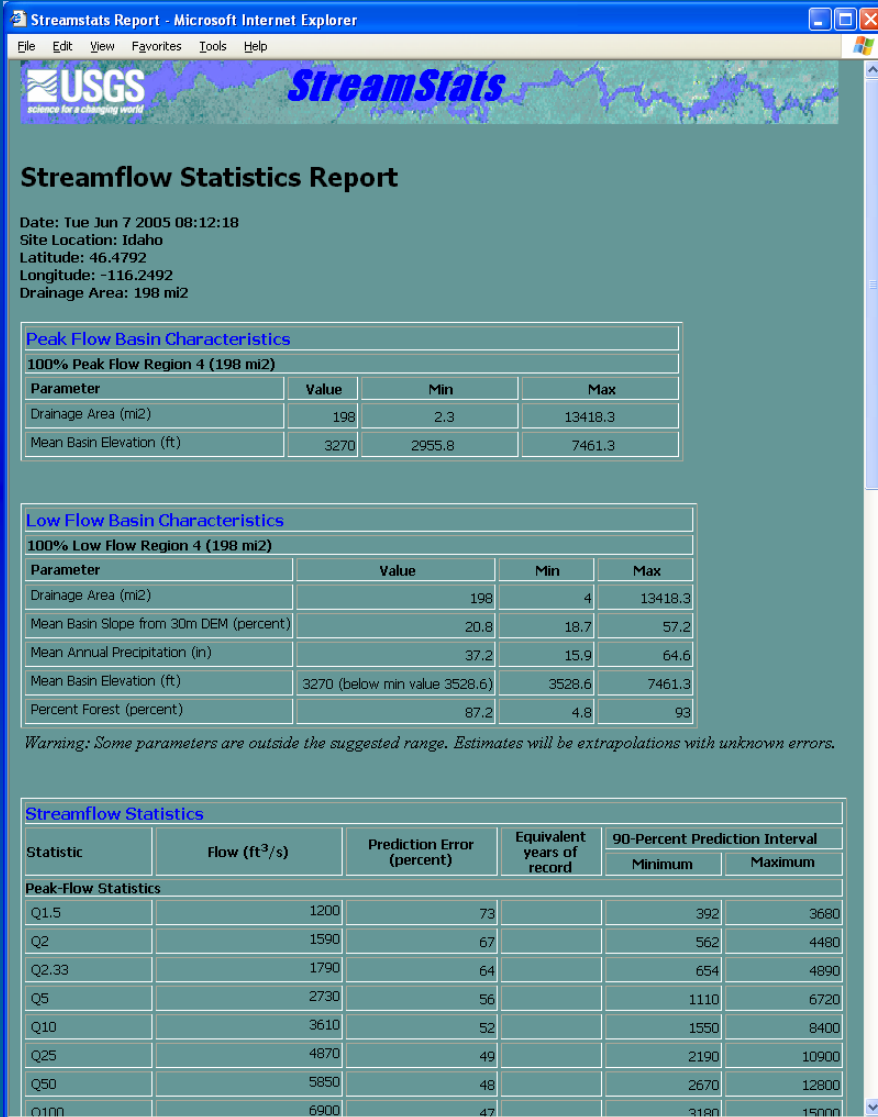 Streamstats Report - Microsoft Internet Explorer
File Edit View Favorites Tools Help
USGS
science for a changing world
StreamStats
Streamflow Statistics Report
Date: Tue Jun 7 2005 08:12:18
Site Location: Idaho
Latitude: 46.4792
Longitude: -116.2492
Drainage Area: 198 mi2
Peak Flow Basin Characteristics
100% Peak Flow Region 4 (198 mi2)
Parameter Value Min Max
Drainage Area (mi2) 198 2.3 13418.3
Mean Basin Elevation (ft) 3270 2955.8 7461.3
Low Flow Basin Characteristics
100% Low Flow Region 4 (198 mi2)
Parameter Value Min Max
Drainage Area (mi2) 198 4 13418.3
Mean Basin Slope from 30m DEM (percent) 20.8 18.7 57.2
Mean Annual Precipitation (in) 37.2 15.9 64.6
Mean Basin Elevation (ft) 3270 (below min value 3528.6) 3528.6 7461.3
Percent Forest (percent) 87.2 4.8 93
Warning: Some parameters are outside the suggested range. Estimates will be extrapolations with unknown errors.
Streamflow Statistics
Statistic Flow (ft³/s) Prediction Error (percent) Equivalent years of record 90-Percent Prediction Interval
Minimum Maximum
Peak-Flow Statistics
Q1.5 1200 73 392 3680
Q2 1590 67 562 4480
Q2.33 1790 64 654 4890
Q5 2730 56 1110 6720
Q10 3610 52 1550 8400
Q25 4870 49 2190 10900
Q50 5850 48 2670 12800
Q100 6900 47 3180 15000